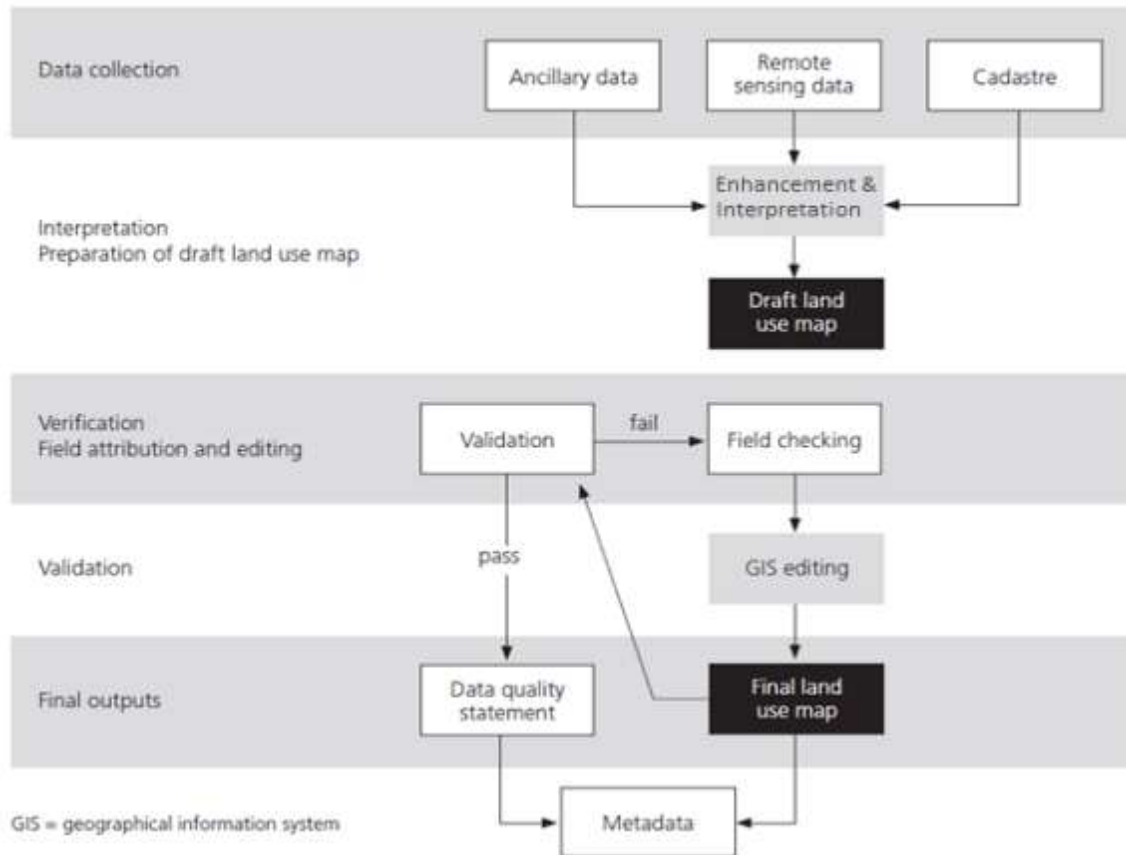 Data collection
Ancillary data
Remote
sensing data
Cadastre
Enhancement &
Interpretation
Interpretation
Preparation of draft land use map
Draft land
use map
Verification
Field attribution and editing
Validation
fail
Field checking
pass
Validation
GIS editing
Final outputs
Data quality
statement
Final land
use map
GIS = geographical information system
Metadata